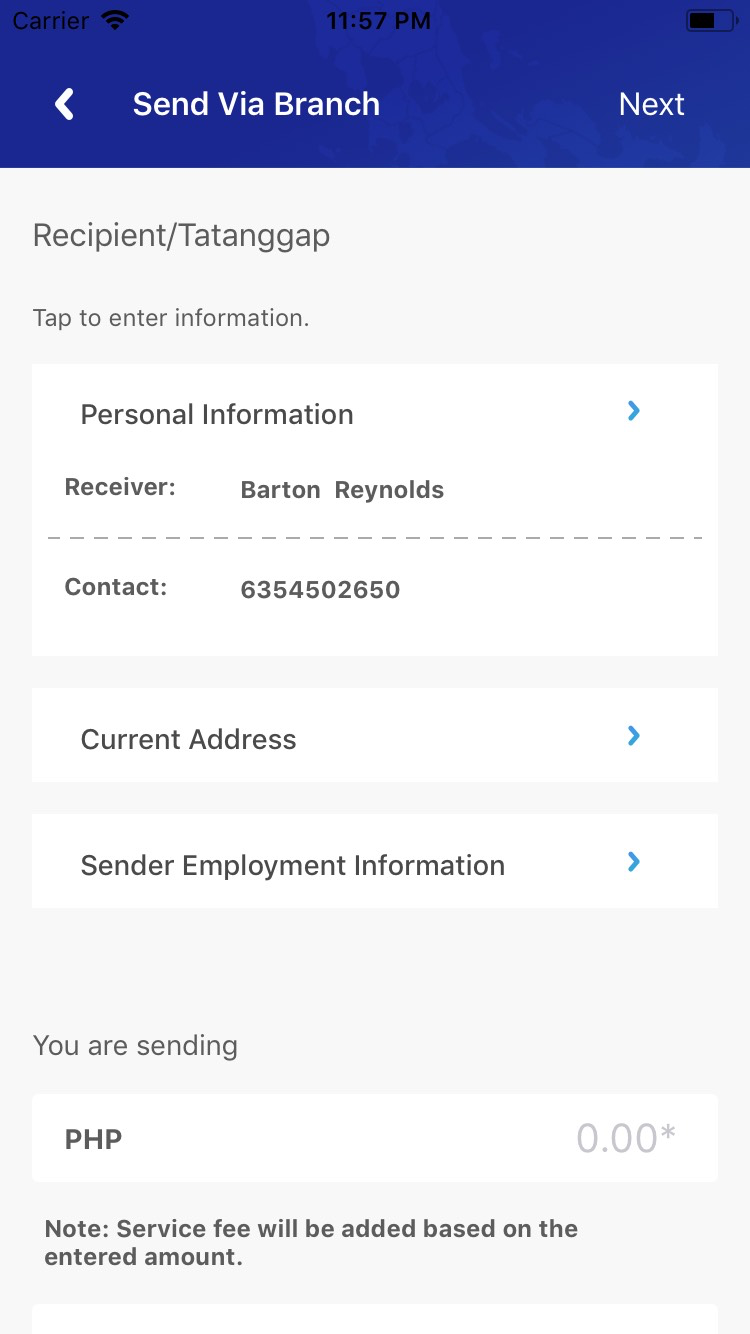 Carrier 11:57 PM
Send Via Branch Next
Recipient/Tatanggap
Tap to enter information.
Personal Information
Receiver: Barton Reynolds
Contact: 6354502650
Current Address
Sender Employment Information
You are sending
PHP 0.00*
Note: Service fee will be added based on the
entered amount.